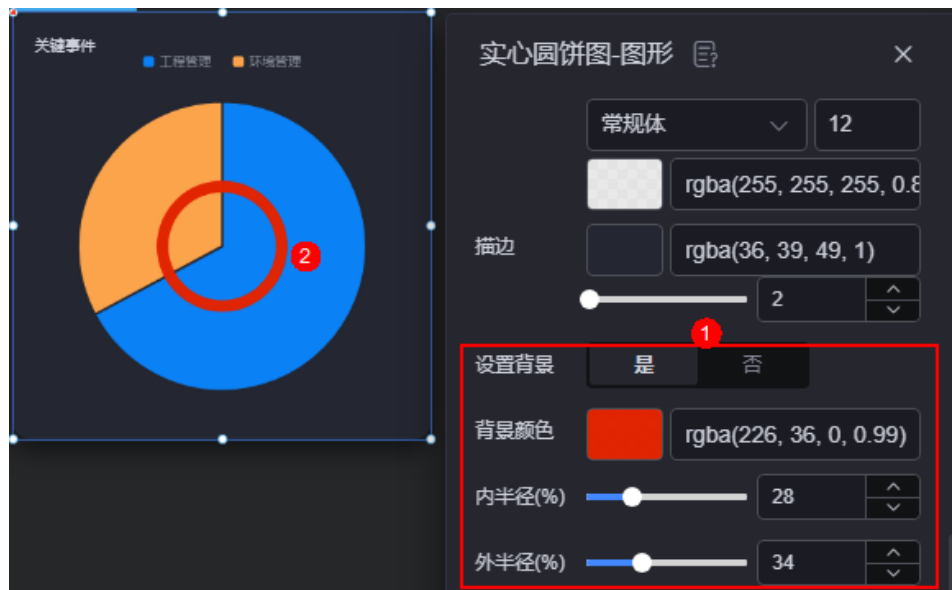 关键事件
工程管理 环境管理
2
实心圆饼图-图形
常规体 12
rgba(255, 255, 255, 0.8
描边 rgba(36, 39, 49, 1)
2
1
设置背景 是 否
背景颜色 rgba(226, 36, 0, 0.99)
内半径(%) 28
外半径(%) 34